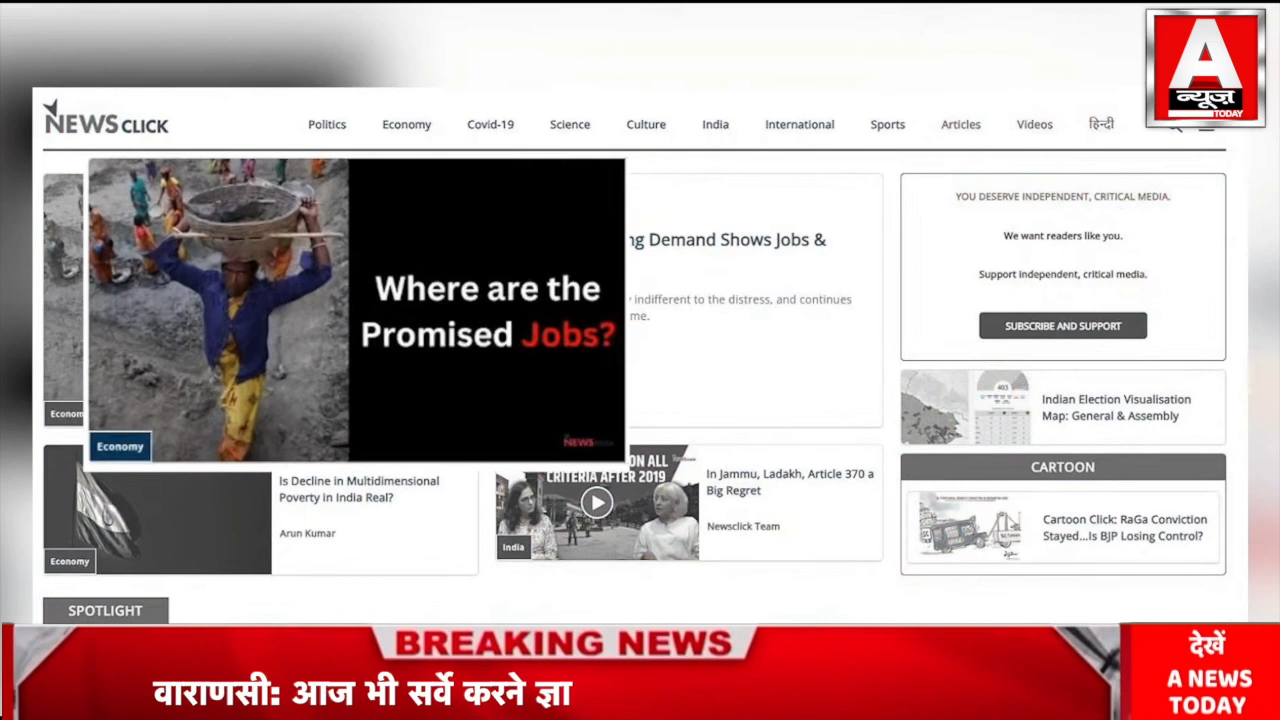 A
न्यूज़
TODAY
NEWSCLICK
Politics
Economy
Covid-19
Science
Culture
India
International
Sports
Articles
Videos
हिन्दी
Where are the
Promised Jobs?
NEWS
Economy
Demand Shows Jobs &
indifferent to the distress, and continues
YOU DESERVE INDEPENDENT, CRITICAL MEDIA.
We want readers like you.
Support independent, critical media.
SUBSCRIBE AND SUPPORT
403
Indian Election Visualisation
Map: General & Assembly
CARTOON
Cartoon Click: RaGa Conviction
Stayed...Is BJP Losing Control?
Econom
Is Decline in Multidimensional
Poverty in India Real?
Arun Kumar
Economy
ON ALL
CRITERIA AFTER 2019
India
In Jammu, Ladakh, Article 370 a
Big Regret
Newsclick Team
SPOTLIGHT
BREAKING NEWS
वाराणसी: आज भी सर्वे करने ज्ञा
देखें
A NEWS
TODAY